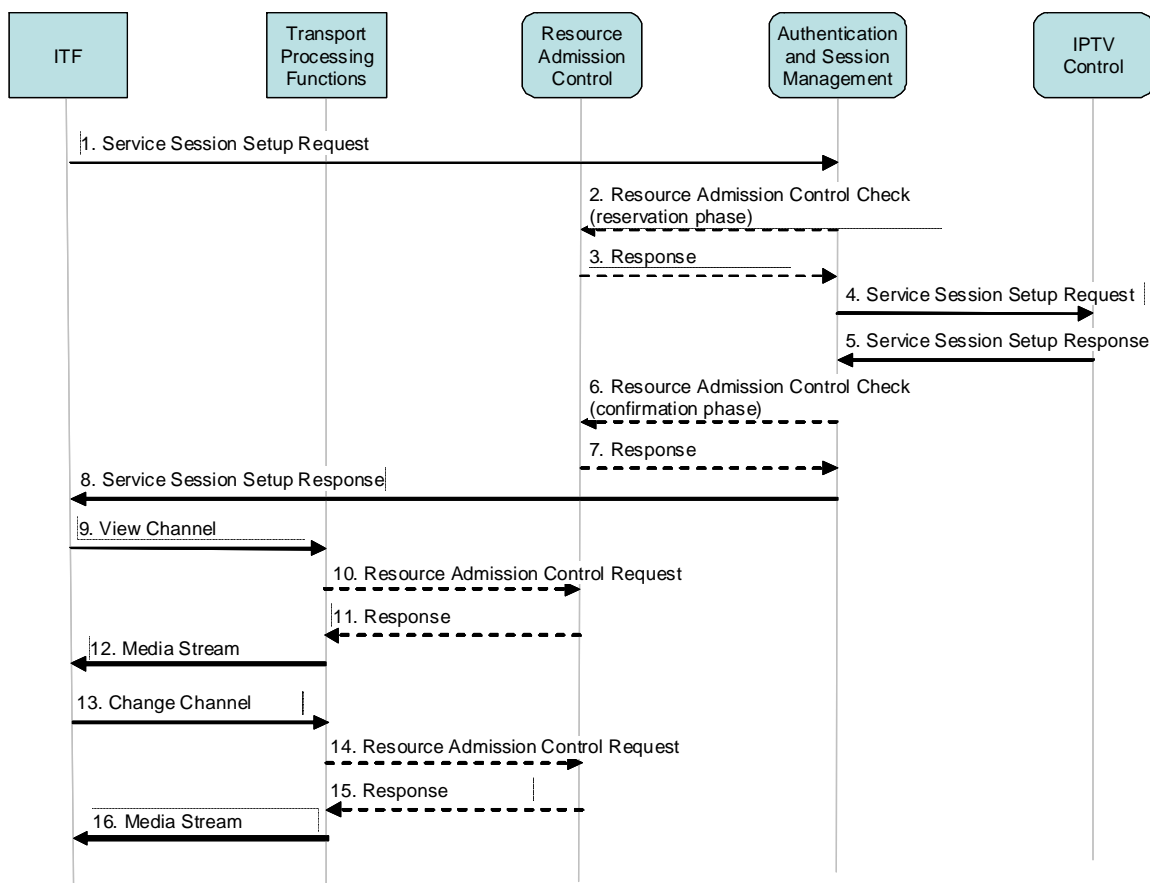 ITF
Transport
Processing
Functions
Resource
Admission
Control
Authentication
and Session
Management
IPTV
Control
1. Service Session Setup Request
2. Resource Admission Control Check
(reservation phase)
3. Response
4. Service Session Setup Request
5. Service Session Setup Response
6. Resource Admission Control Check
(confirmation phase)
7. Response
8. Service Session Setup Response
9. View Channel
10. Resource Admission Control Request
11. Response
12. Media Stream
13. Change Channel
14. Resource Admission Control Request
15. Response
16. Media Stream